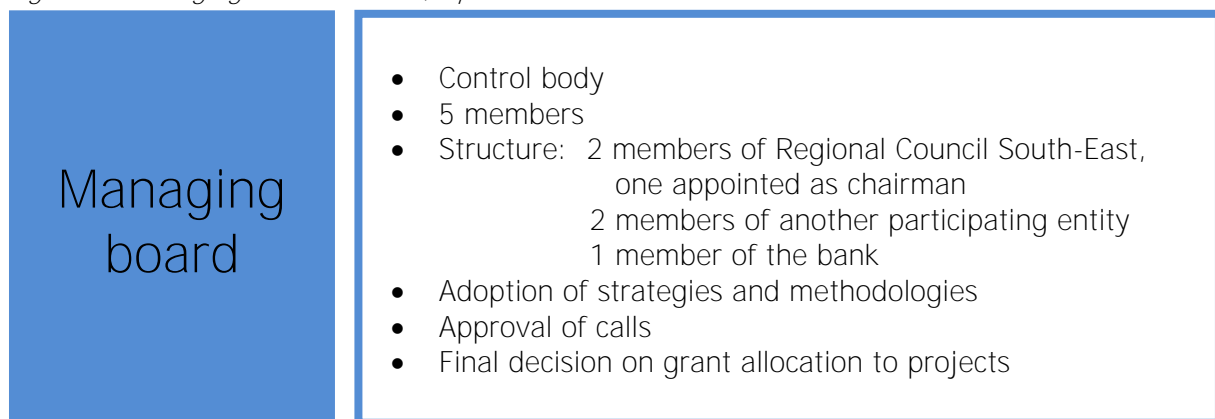 Managing
board
• Control body
• 5 members
• Structure: 2 members of Regional Council South-East,
one appointed as chairman
2 members of another participating entity
1 member of the bank
• Adoption of strategies and methodologies
• Approval of calls
• Final decision on grant allocation to projects